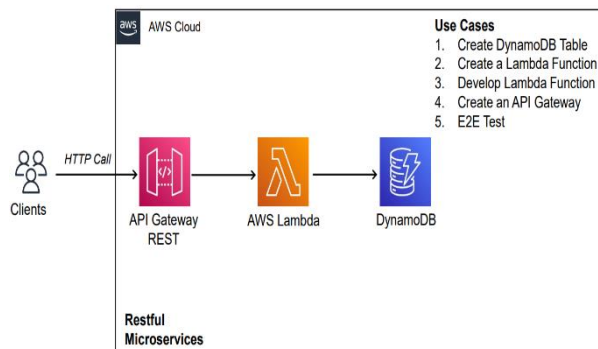 aws
AWS Cloud
Use Cases
1. Create DynamoDB Table
2. Create a Lambda Function
3. Develop Lambda Function
4. Create an API Gateway
5. E2E Test
HTTP Call
Clients
</>
API Gateway
REST
AWS Lambda
DynamoDB
Restful
Microservices